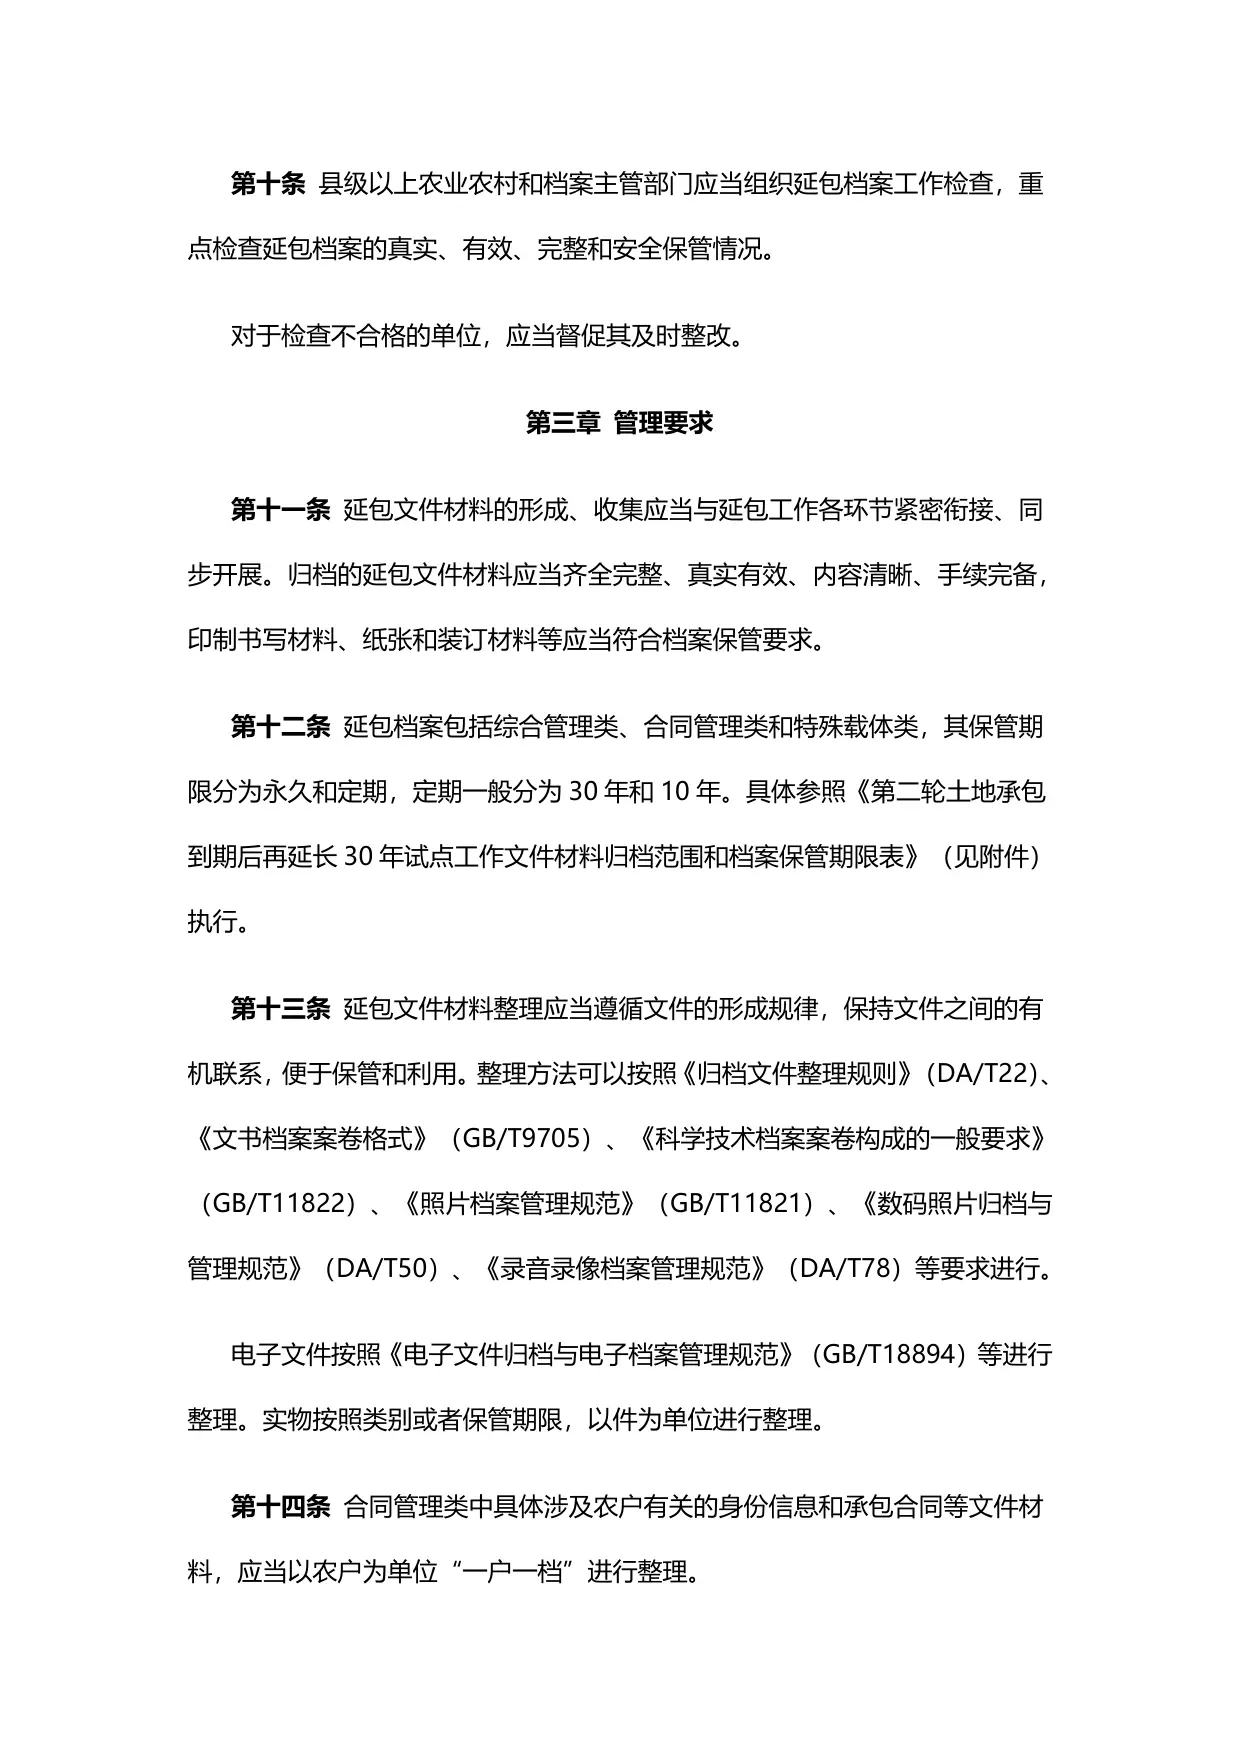 第十条 县级以上农业农村和档案主管部门应当组织延包档案工作检查，重
点检查延包档案的真实、有效、完整和安全保管情况。
对于检查不合格的单位，应当督促其及时整改。
第三章 管理要求
第十一条 延包文件材料的形成、收集应当与延包工作各环节紧密衔接、同
步开展。归档的延包文件材料应当齐全完整、真实有效、内容清晰、手续完备，
印制书写材料、纸张和装订材料等应当符合档案保管要求。
第十二条 延包档案包括综合管理类、合同管理类和特殊载体类，其保管期
限分为永久和定期，定期一般分为 30 年和 10 年。具体参照《第二轮土地承包
到期后再延长 30 年试点工作文件材料归档范围和档案保管期限表》（见附件）
执行。
第十三条 延包文件材料整理应当遵循文件的形成规律，保持文件之间的有
机联系，便于保管和利用。整理方法可以按照《归档文件整理规则》（DA/T22）、
《文书档案案卷格式》（GB/T9705）、《科学技术档案案卷构成的一般要求》
（GB/T11822）、《照片档案管理规范》（GB/T11821）、《数码照片归档与
管理规范》（DA/T50）、《录音录像档案管理规范》（DA/T78）等要求进行。
电子文件按照《电子文件归档与电子档案管理规范》（GB/T18894）等进行
整理。实物按照类别或者保管期限，以件为单位进行整理。
第十四条 合同管理类中具体涉及农户有关的身份信息和承包合同等文件材
料，应当以农户为单位“一户一档”进行整理。